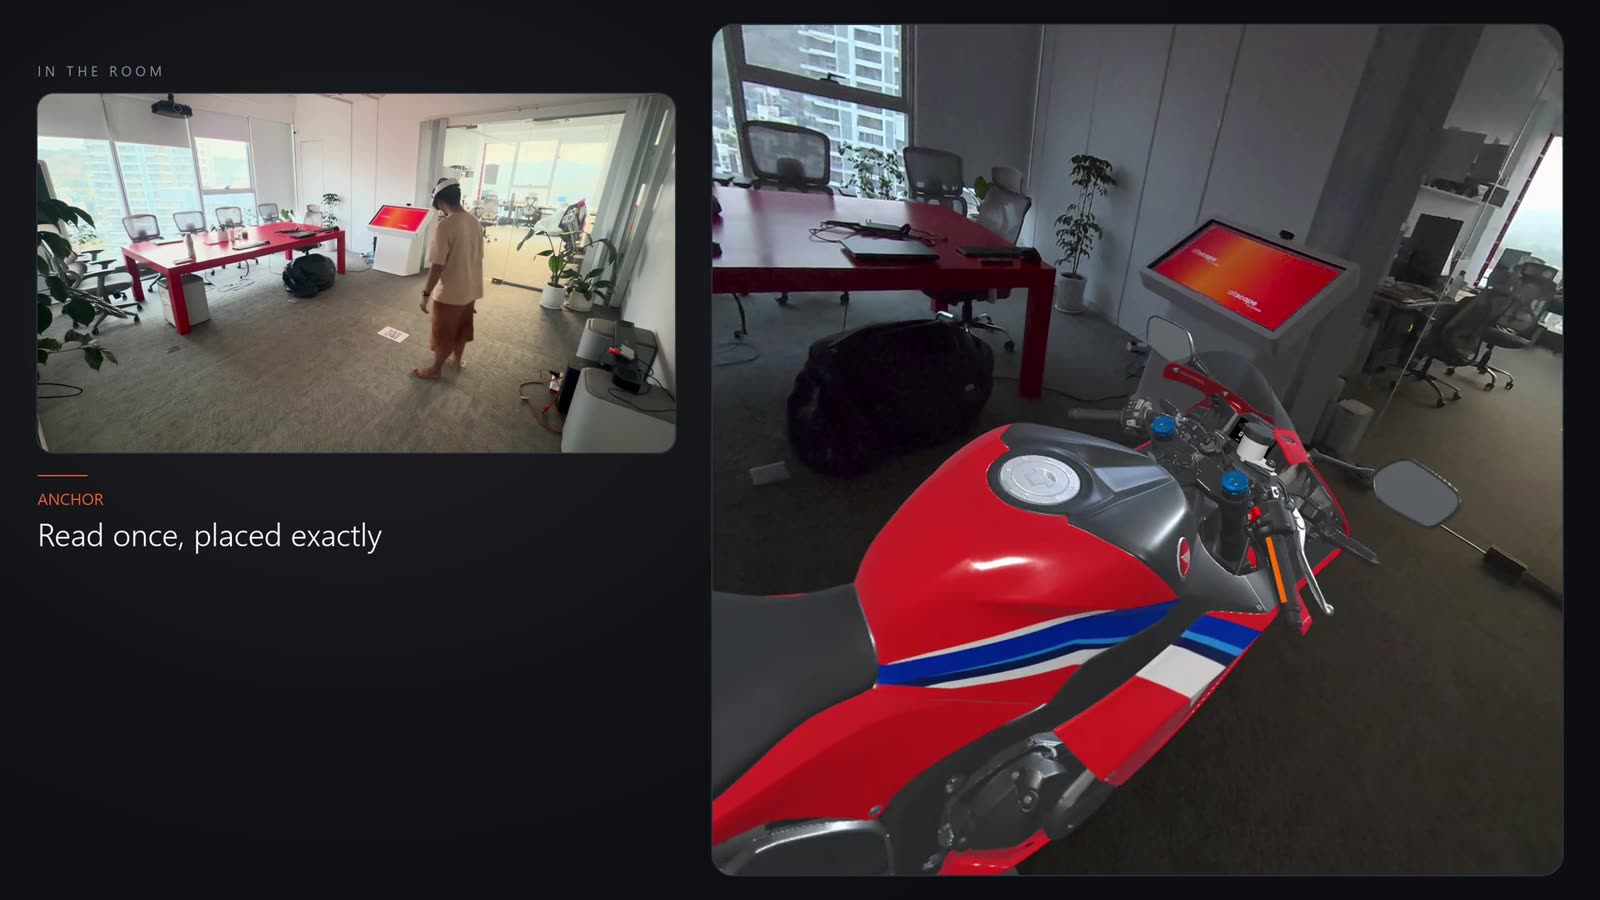 IN THE ROOM
ANCHOR
Read once, placed exactly